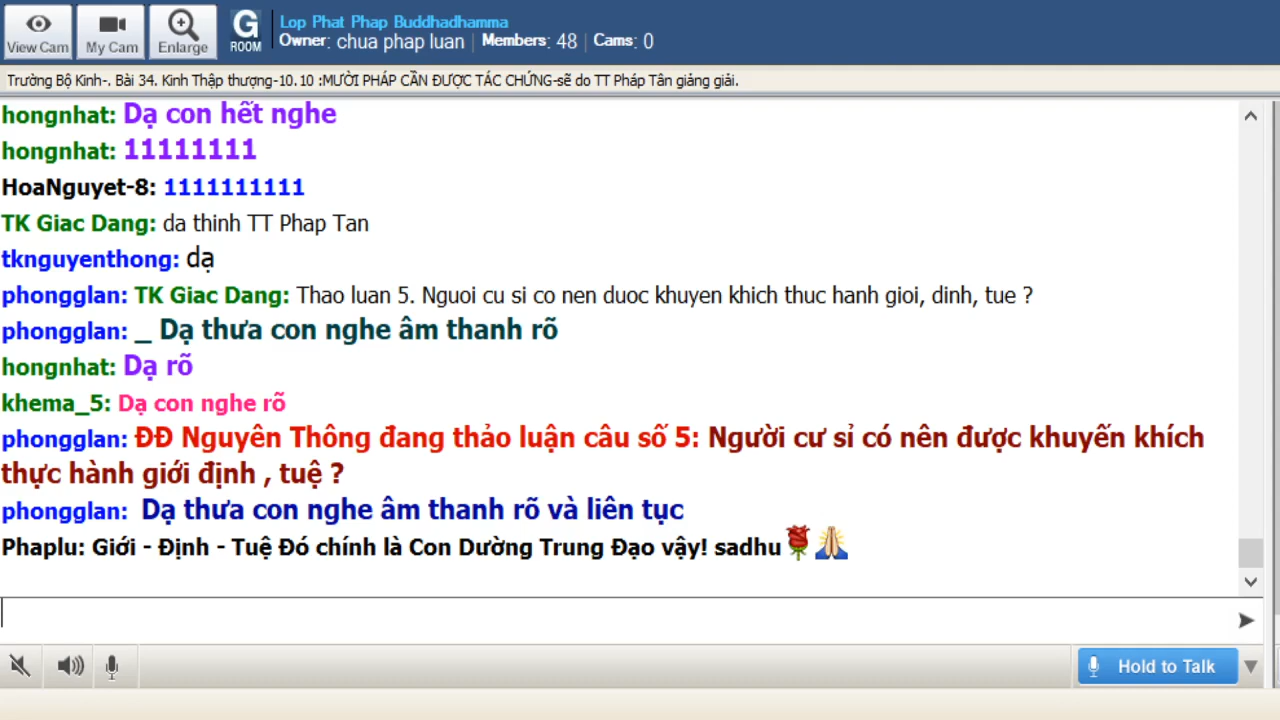 View Cam
My Cam
Enlarge
G
ROOM
Lop Phat Phap Buddhadhamma
Owner: chua phap luan | Members: 48 | Cams: 0
Trường Bộ Kinh-. Bài 34. Kinh Thập thượng-10. 10 :MƯỜI PHÁP CẦN ĐƯỢC TÁC CHỨNG-sẽ do TT Pháp Tân giảng giải.
hongnhat: Dạ con hết nghe
hongnhat: 11111111
HoaNguyet-8: 1111111111
TK Giac Dang: da thinh TT Phap Tan
tknguyenthong: dạ
phongglan: TK Giac Dang: Thao luan 5. Nguoi cu si co nen duoc khuyen khich thuc hanh gioi, dinh, tue ?
phongglan: _ Dạ thưa con nghe âm thanh rõ
hongnhat: Dạ rõ
khema_5: Dạ con nghe rõ
phongglan: ĐĐ Nguyên Thông đang thảo luận câu số 5: Người cư sỉ có nên được khuyến khích
thực hành giới định , tuệ ?
phongglan: Dạ thưa con nghe âm thanh rõ và liên tục
Phaplu: Giới - Định - Tuệ Đó chính là Con Dường Trung Đạo vậy! sadhu
Hold to Talk